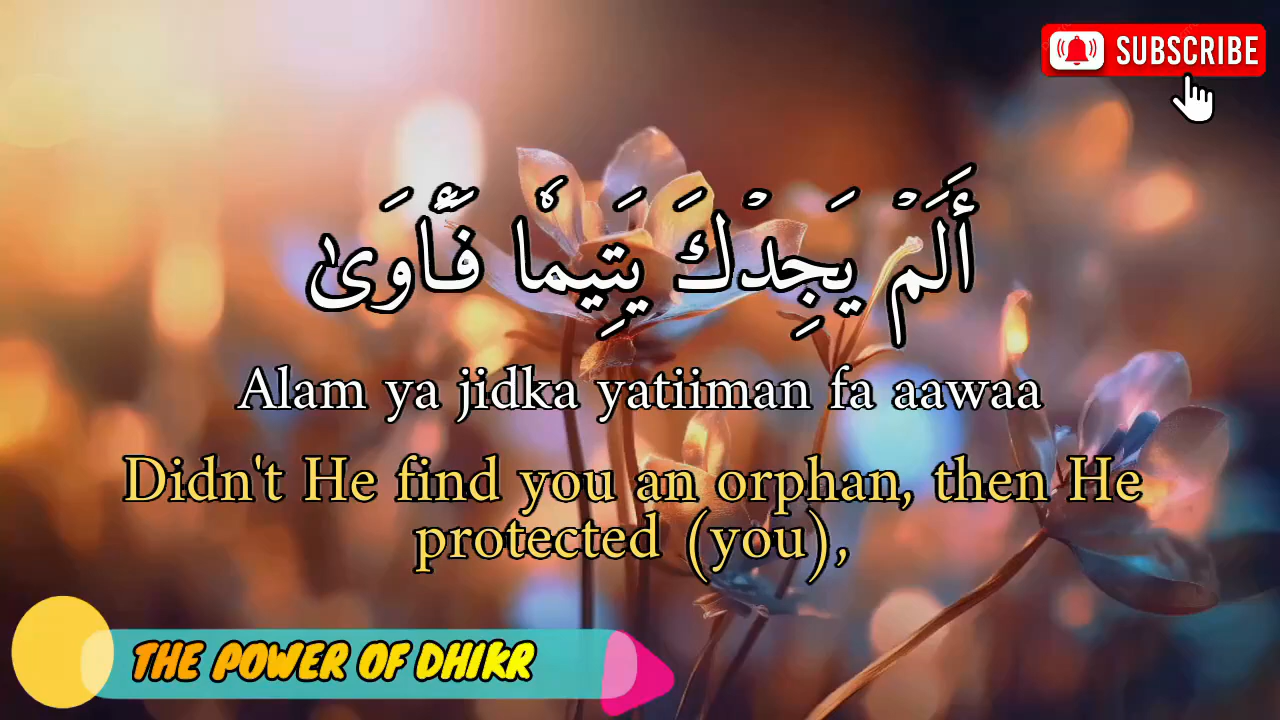 SUBSCRIBE
أَلَمْ يَجِدْكَ يَتِيمًا فَـَٔاوَىٰ
Alam ya jidka yatiiman fa aawaa
Didn't He find you an orphan, then He
protected (you),
THE POWER OF DHIKR